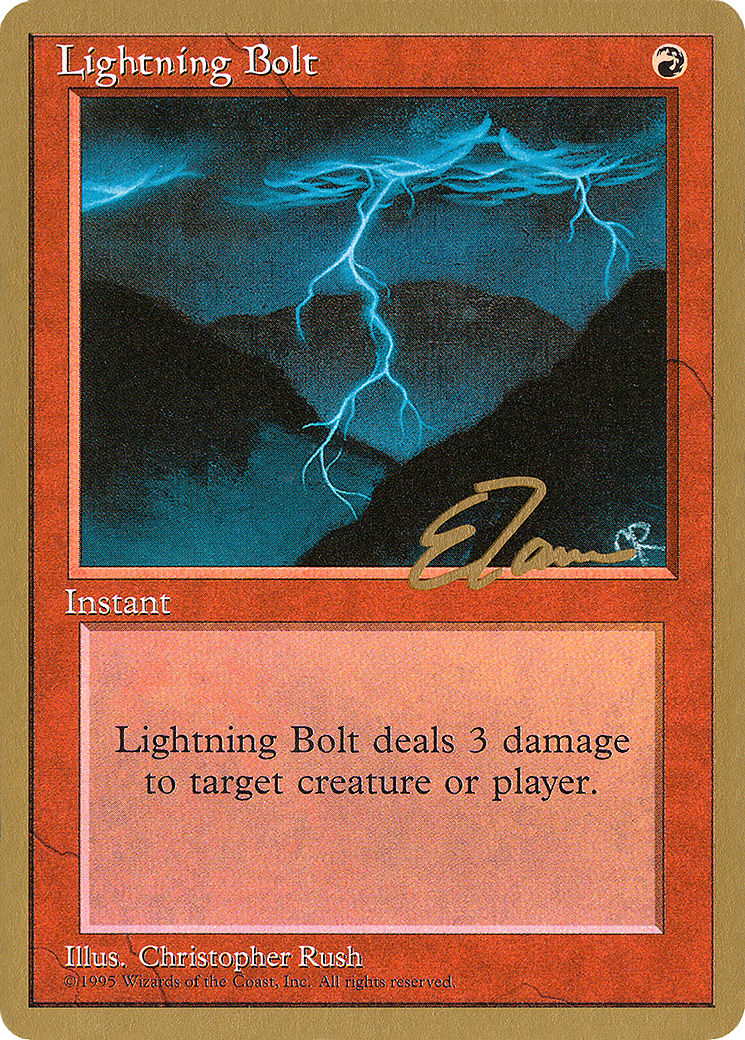 Lightning Bolt
Instant
Lightning Bolt deals 3 damage
to target creature or player.
Illus. Christopher Rush
©1995 Wizards of the Coast, Inc. All rights reserved.